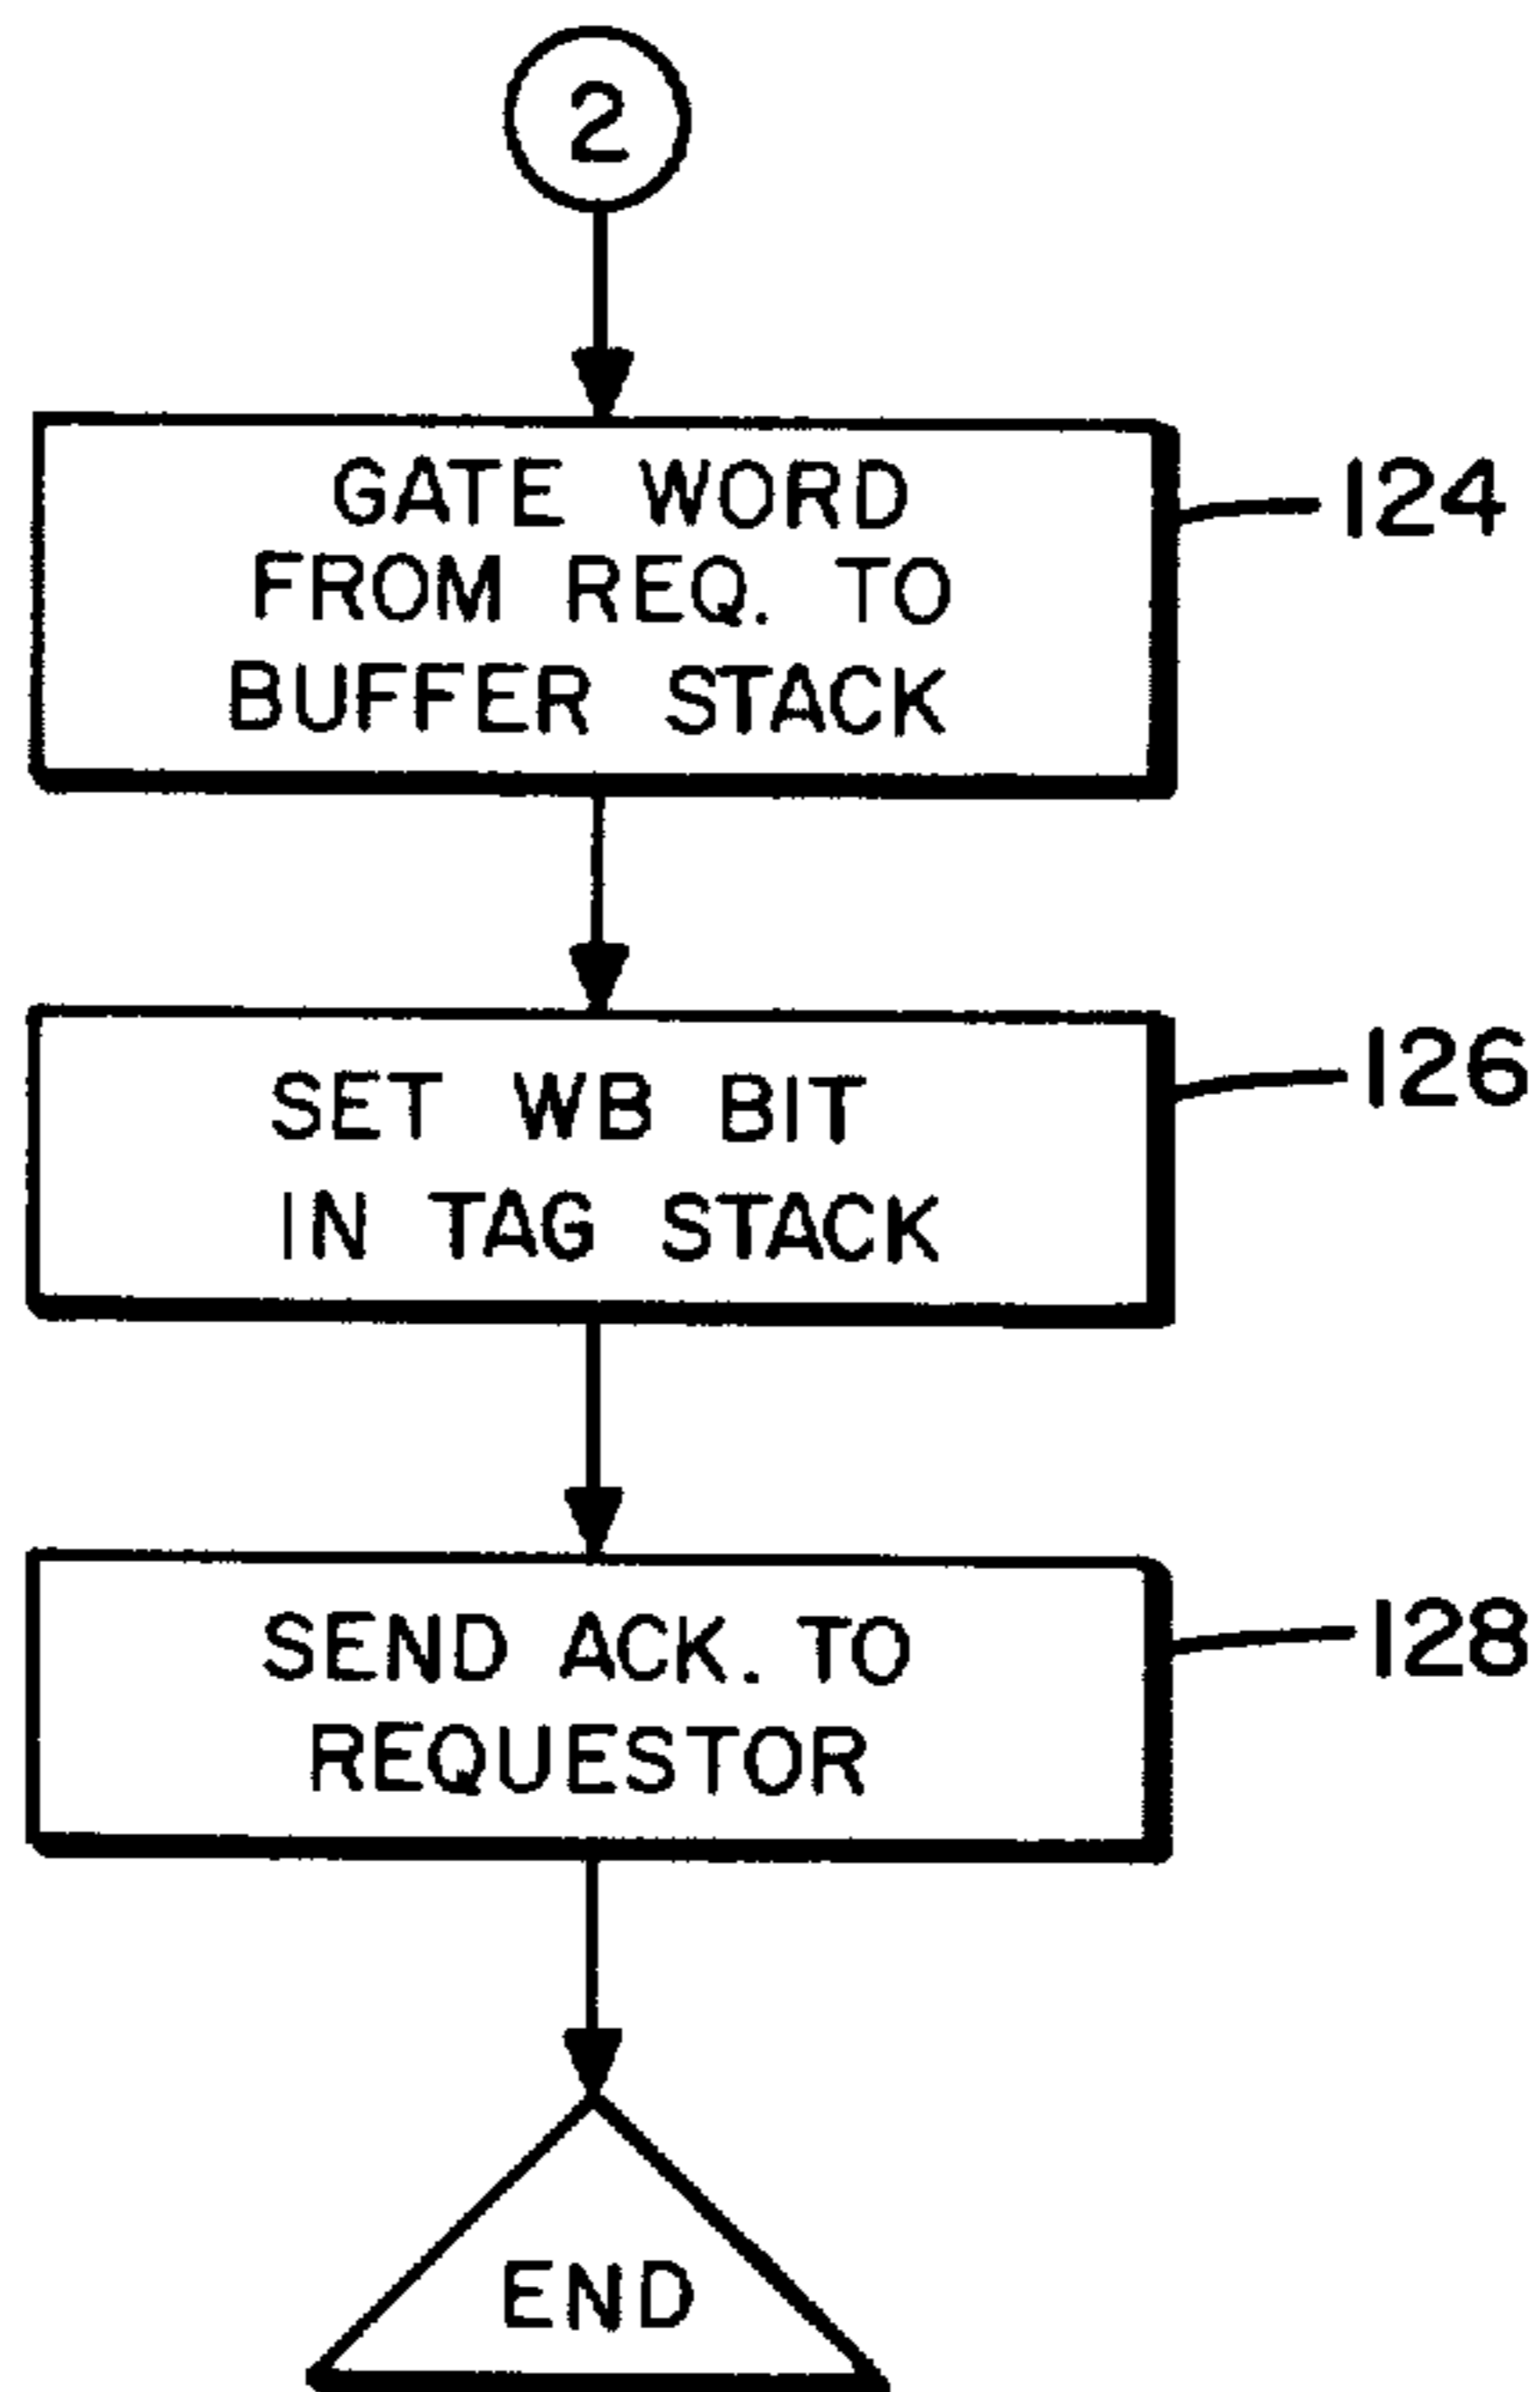 2
GATE WORD
FROM REQ. TO
BUFFER STACK
124
SET WB BIT
IN TAG STACK
126
SEND ACK. TO
REQUESTOR
128
END